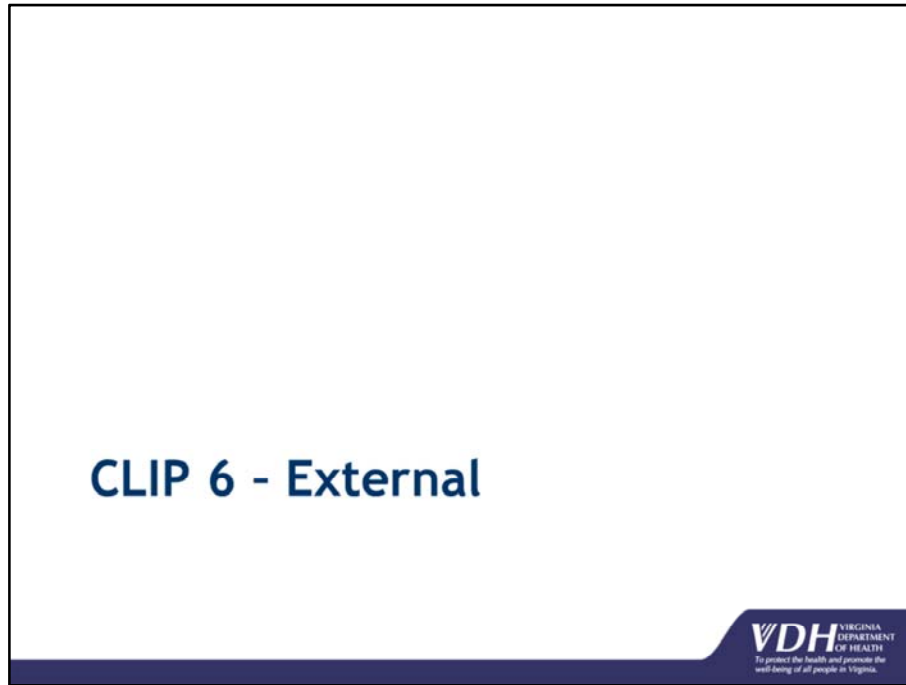 CLIP 6 - External
VDH
VIRGINIA
DEPARTMENT
OF HEALTH
To protect the health and promote the
well-being of all people in Virginia.